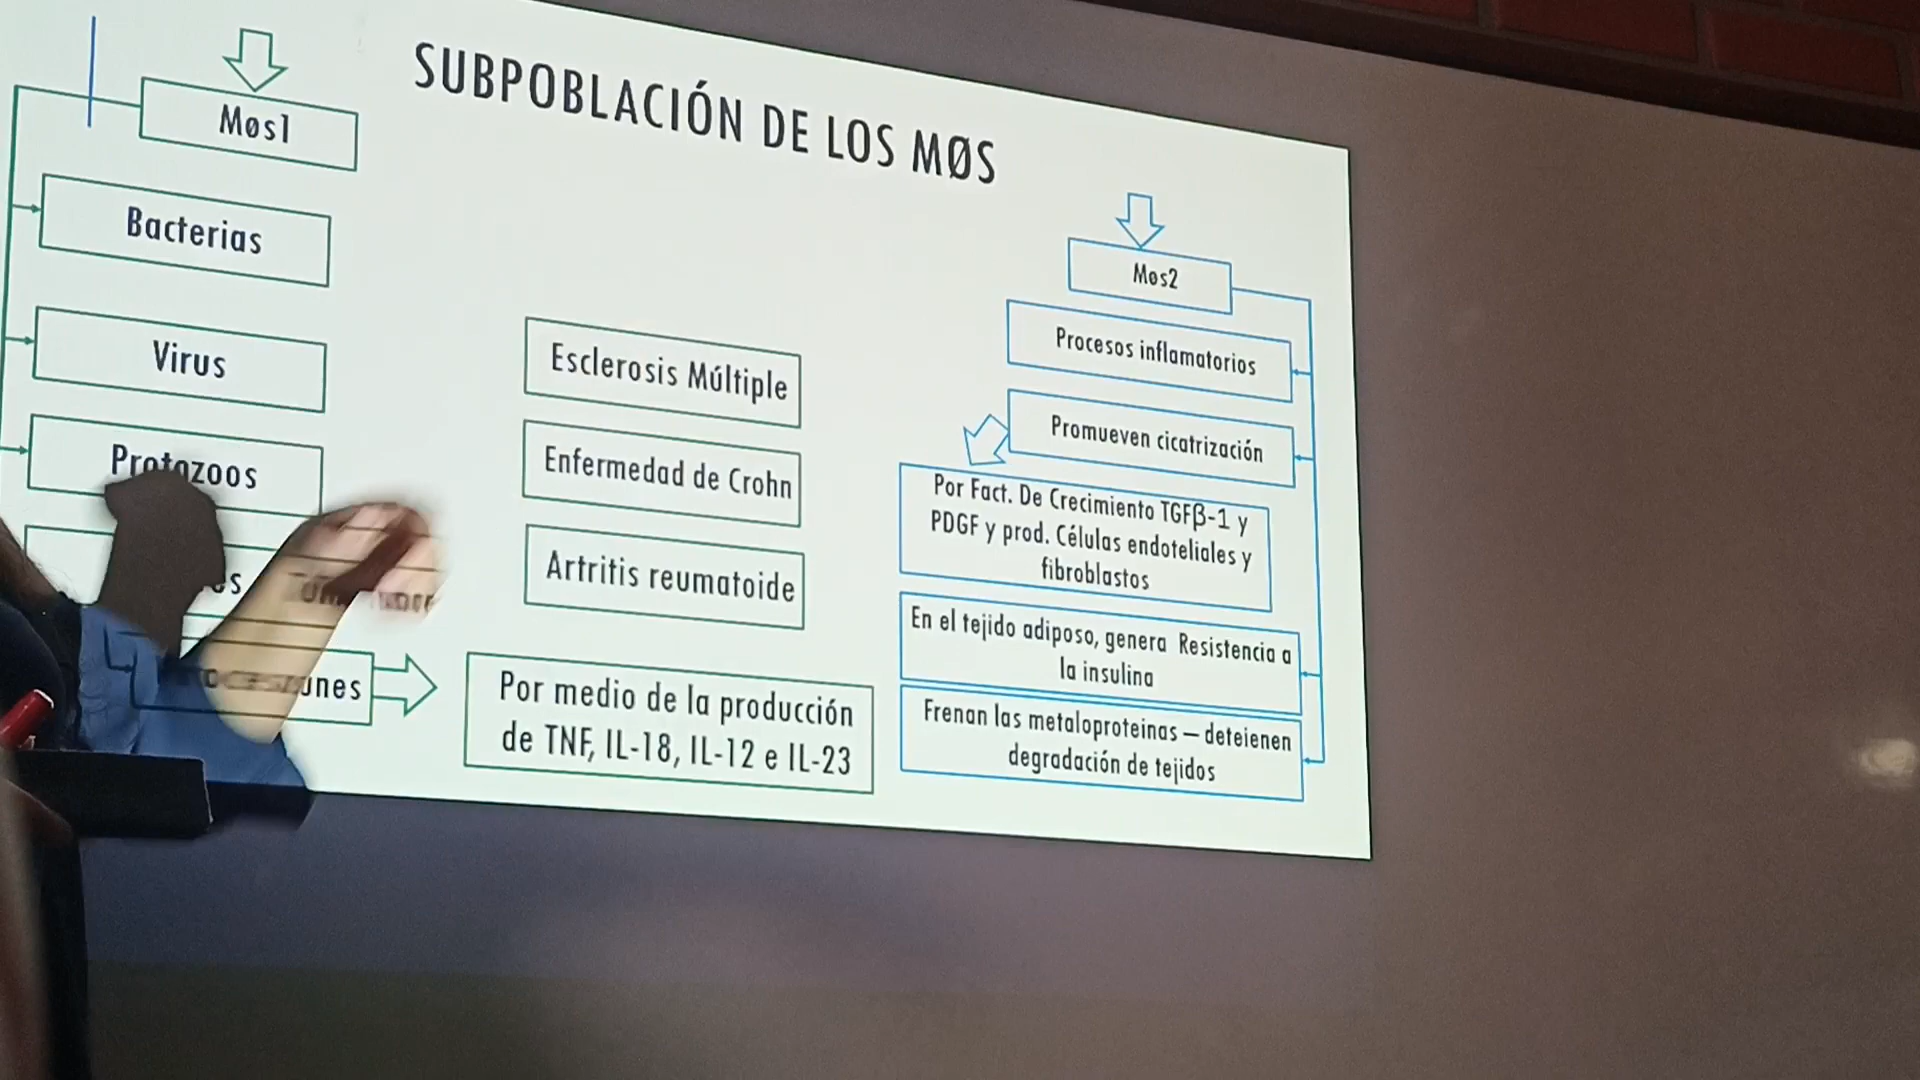 SUBPOBLACIÓN DE LOS MØS
Møs1
Bacterias
Virus
Protozoos
Esclerosis Múltiple
Enfermedad de Crohn
Artritis reumatoide
Por medio de la producción
de TNF, IL-18, IL-12 e IL-23
Møs2
Procesos inflamatorios
Promueven cicatrización
Por Fact. De Crecimiento TGFβ-1 y
PDGF y prod. Células endoteliales y
fibroblastos
En el tejido adiposo, genera Resistencia a
la insulina
Frenan las metaloproteinas – deteienen
degradación de tejidos